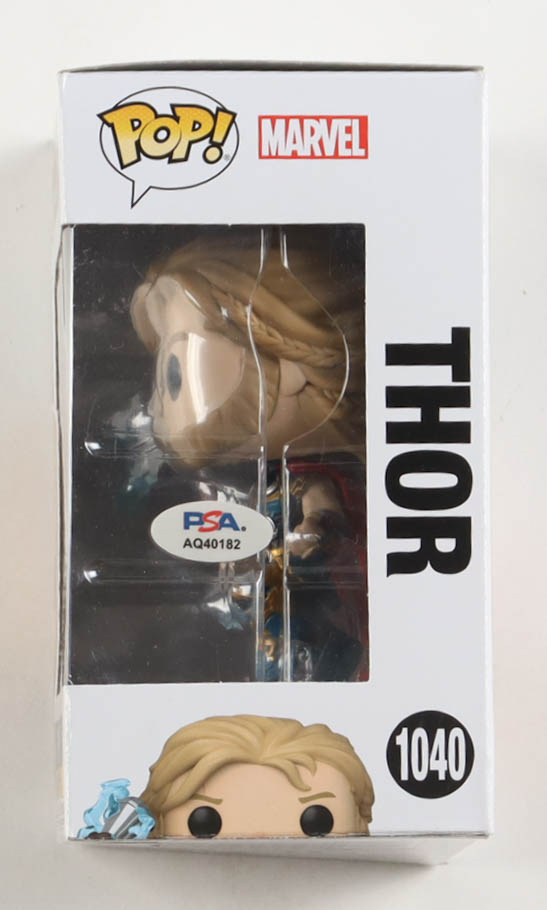 POP!
MARVEL
THOR
PSA.
AQ40182
1040